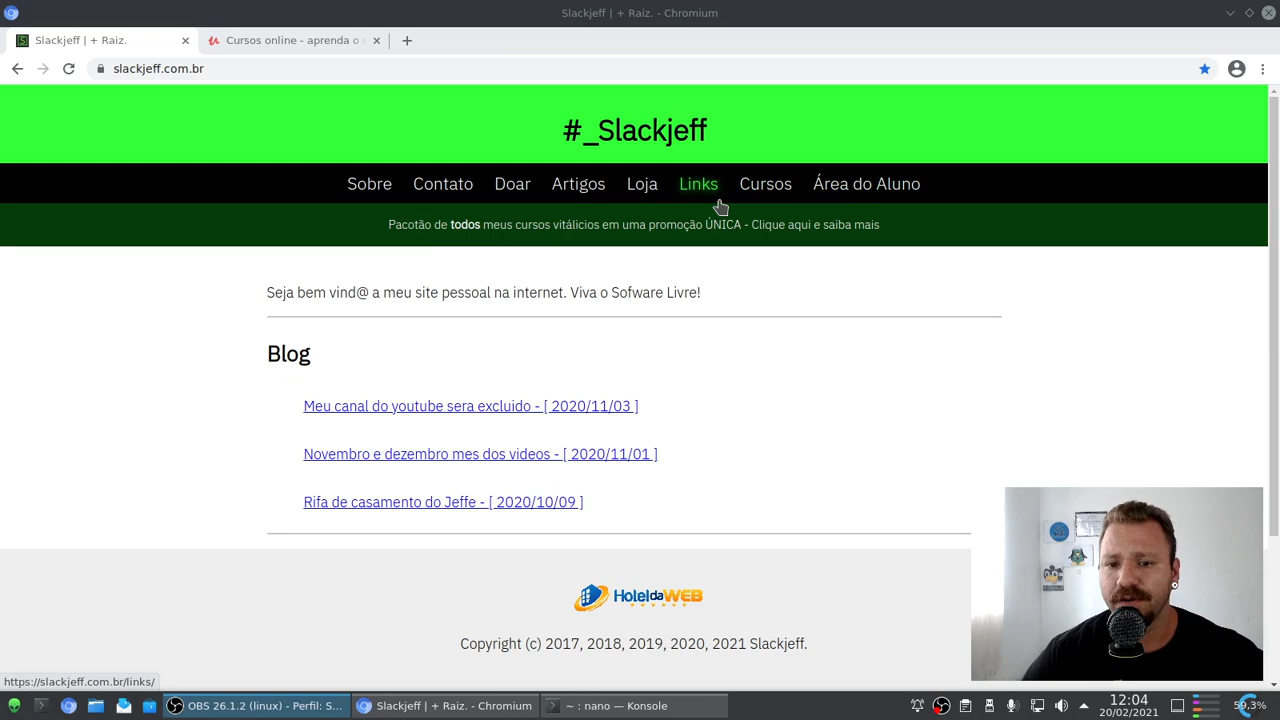 Slackjeff | + Raiz. - Chromium
Slackjeff | + Raiz.
Cursos online - aprenda o
slackjeff.com.br
#_Slackjeff
Sobre Contato Doar Artigos Loja Links Cursos Área do Aluno
Pacotão de todos meus cursos vitálicios em uma promoção ÚNICA - Clique aqui e saiba mais
Seja bem vind@ a meu site pessoal na internet. Viva o Sofware Livre!
Blog
Meu canal do youtube sera excluido - [ 2020/11/03 ]
Novembro e dezembro mes dos videos - [ 2020/11/01 ]
Rifa de casamento do Jeffe - [ 2020/10/09 ]
HoteldaWEB
Copyright (c) 2017, 2018, 2019, 2020, 2021 Slackjeff.
https://slackjeff.com.br/links/
OBS 26.1.2 (linux) - Perfil: S... Slackjeff | + Raiz. - Chromium ~ : nano — Konsole
12:04
20/02/2021
59,3%